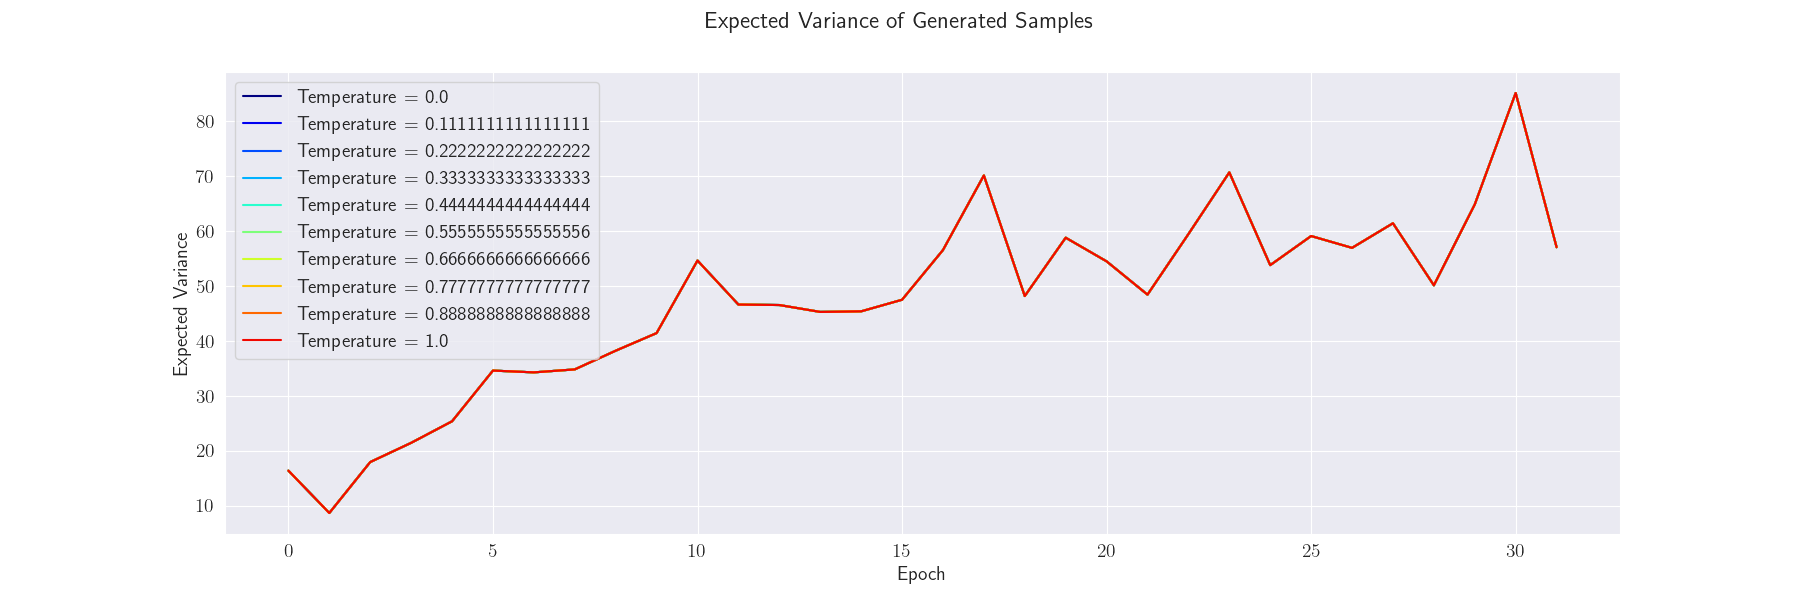 Expected Variance of Generated Samples
Temperature = 0.0
Temperature = 0.1111111111111111
Temperature = 0.2222222222222222
Temperature = 0.3333333333333333
Temperature = 0.4444444444444444
Temperature = 0.5555555555555556
Temperature = 0.6666666666666666
Temperature = 0.7777777777777777
Temperature = 0.8888888888888888
Temperature = 1.0
Expected Variance
80
70
60
50
40
30
20
10
0 5 10 15 20 25 30
Epoch